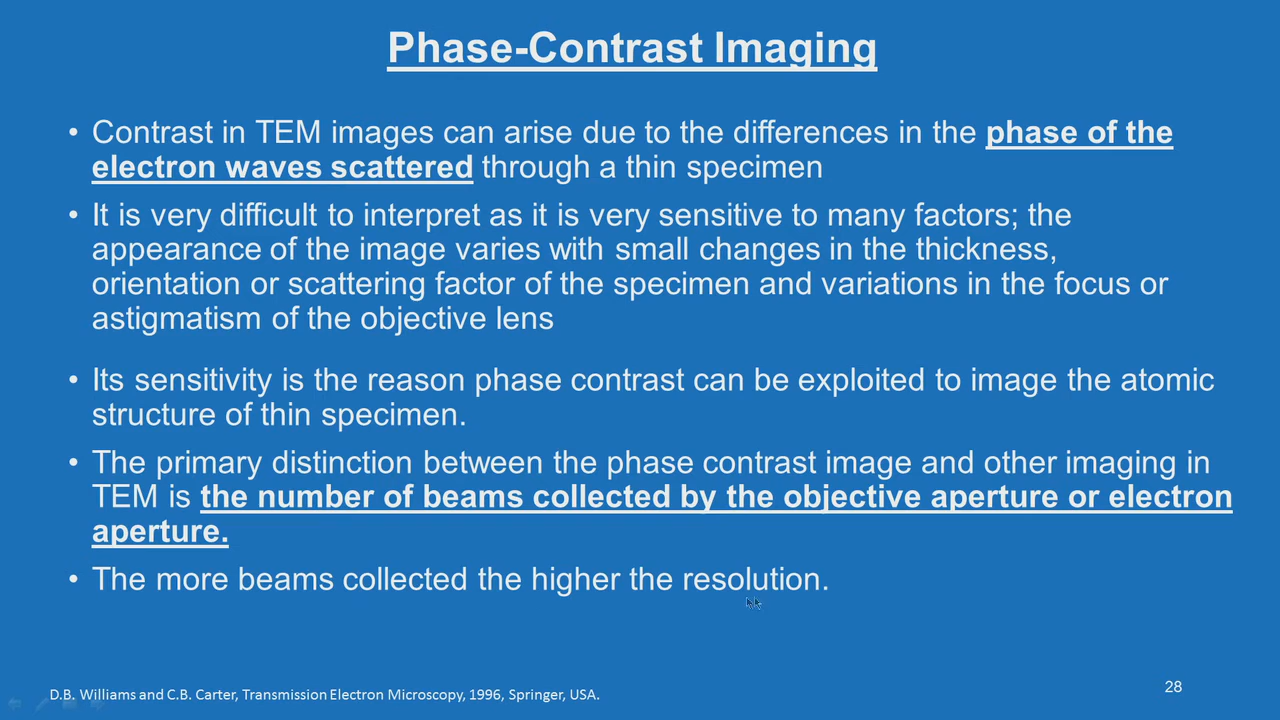 Phase-Contrast Imaging
• Contrast in TEM images can arise due to the differences in the phase of the
electron waves scattered through a thin specimen
• It is very difficult to interpret as it is very sensitive to many factors; the
appearance of the image varies with small changes in the thickness,
orientation or scattering factor of the specimen and variations in the focus or
astigmatism of the objective lens
• Its sensitivity is the reason phase contrast can be exploited to image the atomic
structure of thin specimen.
• The primary distinction between the phase contrast image and other imaging in
TEM is the number of beams collected by the objective aperture or electron
aperture.
• The more beams collected the higher the resolution.
D.B. Williams and C.B. Carter, Transmission Electron Microscopy, 1996, Springer, USA.
28